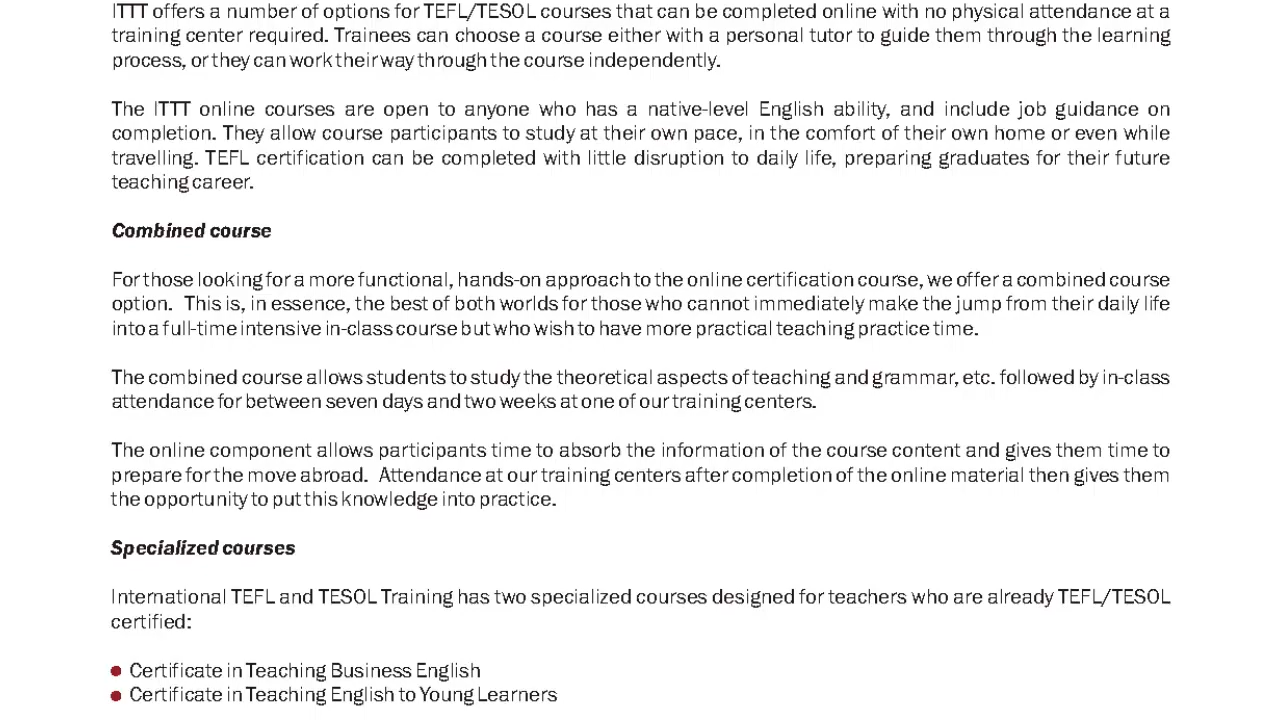 ITTT offers a number of options for TEFL/TESOL courses that can be completed online with no physical attendance at a
training center required. Trainees can choose a course either with a personal tutor to guide them through the learning
process, or they can work their way through the course independently.
The ITTT online courses are open to anyone who has a native-level English ability, and include job guidance on
completion. They allow course participants to study at their own pace, in the comfort of their own home or even while
travelling. TEFL certification can be completed with little disruption to daily life, preparing graduates for their future
teaching career.
Combined course
For those looking for a more functional, hands-on approach to the online certification course, we offer a combined course
option. This is, in essence, the best of both worlds for those who cannot immediately make the jump from their daily life
into a full-time intensive in-class course but who wish to have more practical teaching practice time.
The combined course allows students to study the theoretical aspects of teaching and grammar, etc. followed by in-class
attendance for between seven days and two weeks at one of our training centers.
The online component allows participants time to absorb the information of the course content and gives them time to
prepare for the move abroad. Attendance at our training centers after completion of the online material then gives them
the opportunity to put this knowledge into practice.
Specialized courses
International TEFL and TESOL Training has two specialized courses designed for teachers who are already TEFL/TESOL
certified:
● Certificate in Teaching Business English
● Certificate in Teaching English to Young Learners